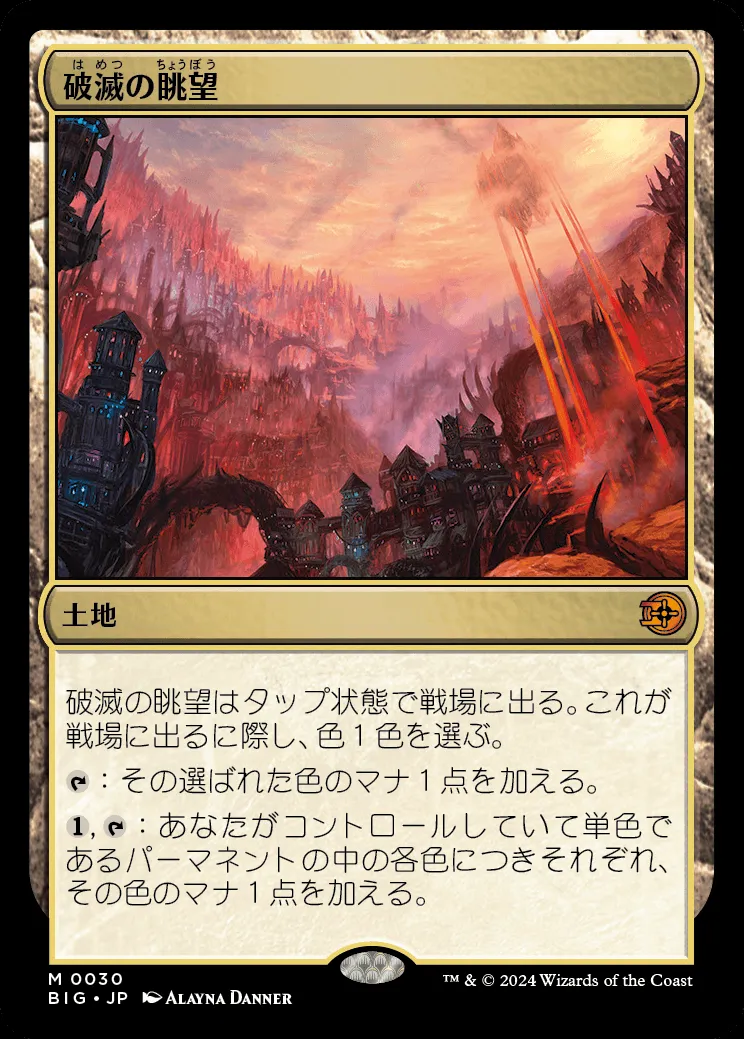 はめつ ちょうぼう
破滅の眺望
土地
破滅の眺望はタップ状態で戦場に出る。これが
戦場に出るに際し、色１色を選ぶ。
：その選ばれた色のマナ１点を加える。
1, ：あなたがコントロールしていて単色で
あるパーマネントの中の各色につきそれぞれ、
その色のマナ１点を加える。
M 0030
BIG • JP ALAYNA DANNER
™ & © 2024 Wizards of the Coast